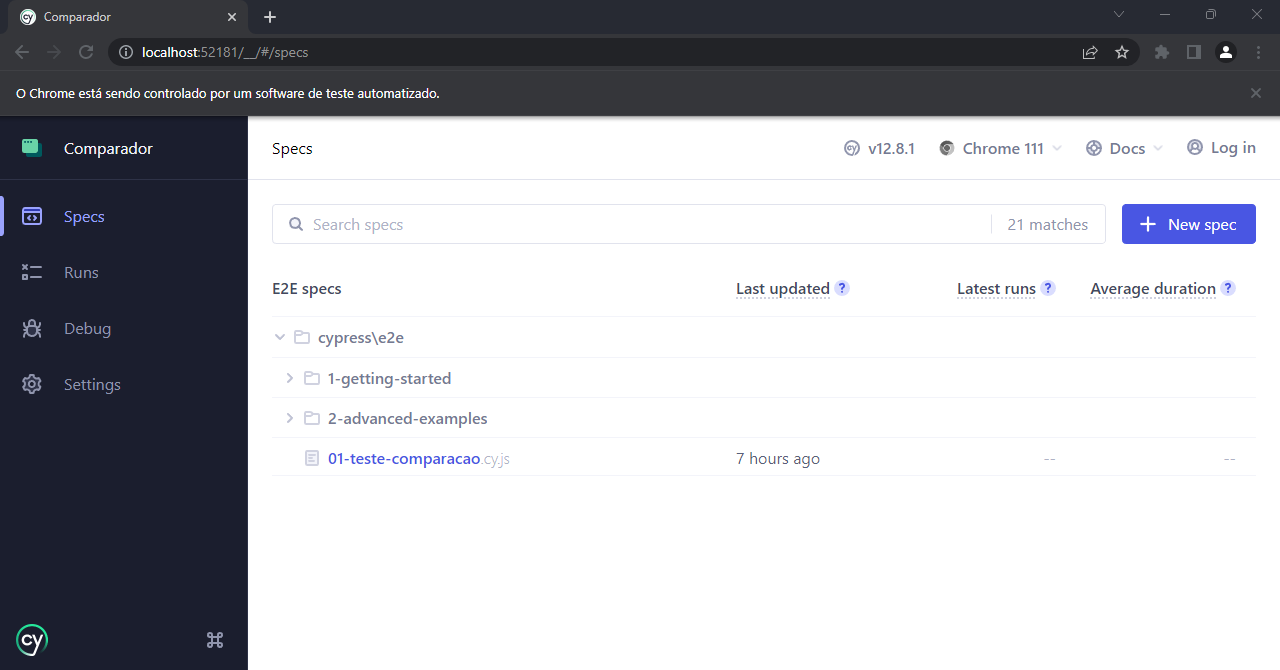 Comparador
localhost:52181/__/#/specs
O Chrome está sendo controlado por um software de teste automatizado.
Comparador
Specs
Runs
Debug
Settings
cy
Specs
v12.8.1
Chrome 111
Docs
Log in
Search specs
21 matches
New spec
E2E specs
Last updated ?
Latest runs ?
Average duration ?
cypress\e2e
1-getting-started
2-advanced-examples
01-teste-comparacao.cy.js
7 hours ago
--
--